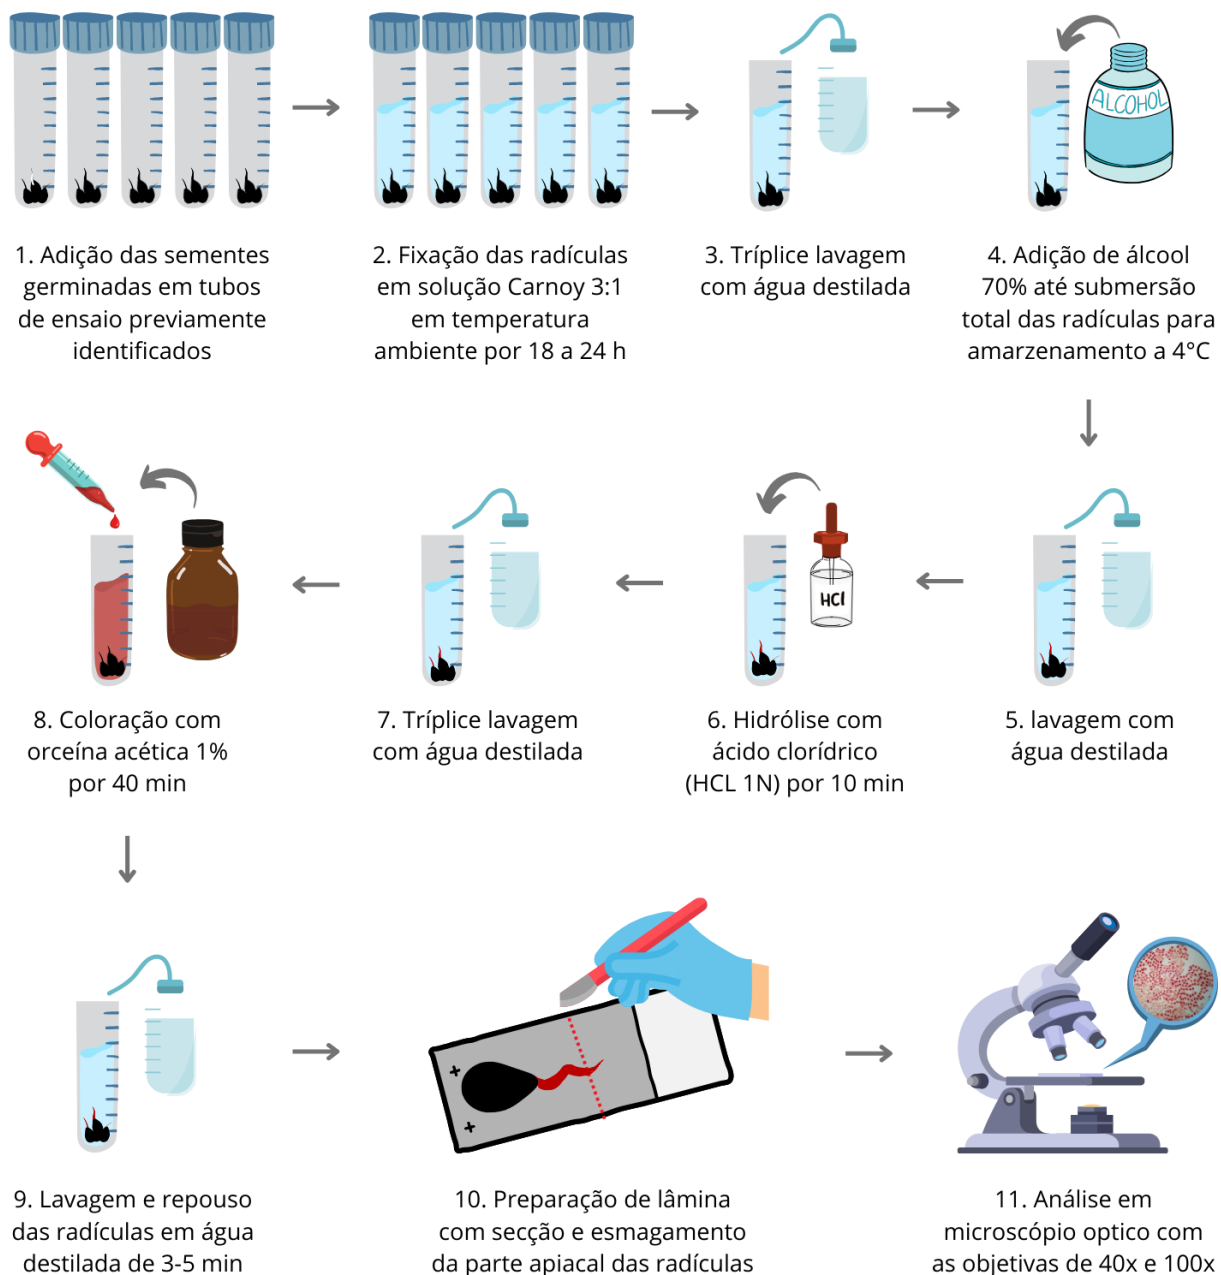 1. Adição das sementes
germinadas em tubos
de ensaio previamente
identificados
2. Fixação das radículas
em solução Carnoy 3:1
em temperatura
ambiente por 18 a 24 h
3. Tríplice lavagem
com água destilada
ALCOHOL
4. Adição de álcool
70% até submersão
total das radículas para
amarzenamento a 4°C
8. Coloração com
orceína acética 1%
por 40 min
7. Tríplice lavagem
com água destilada
HCl
6. Hidrólise com
ácido clorídrico
(HCL 1N) por 10 min
5. lavagem com
água destilada
9. Lavagem e repouso
das radículas em água
destilada de 3-5 min
10. Preparação de lâmina
com secção e esmagamento
da parte apiacal das radículas
11. Análise em
microscópio optico com
as objetivas de 40x e 100x